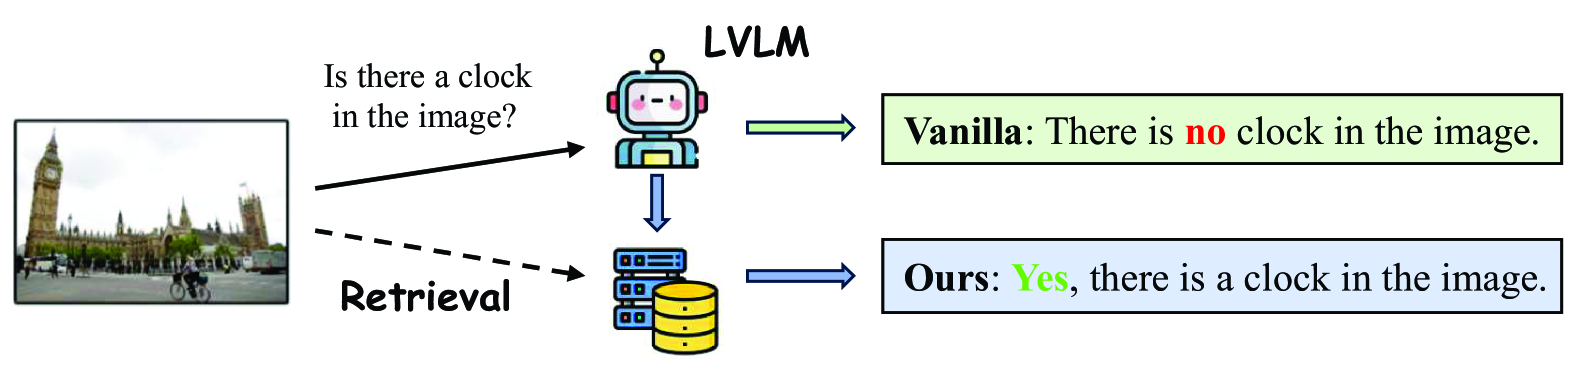 LVLM
Is there a clock
in the image?
Vanilla: There is no clock in the image.
Retrieval
Ours: Yes, there is a clock in the image.